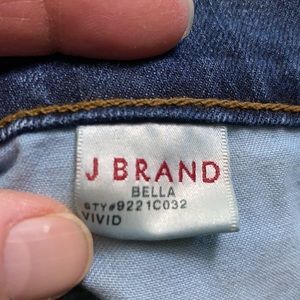 J BRAND
BELLA
STY#9221C032
VIVID